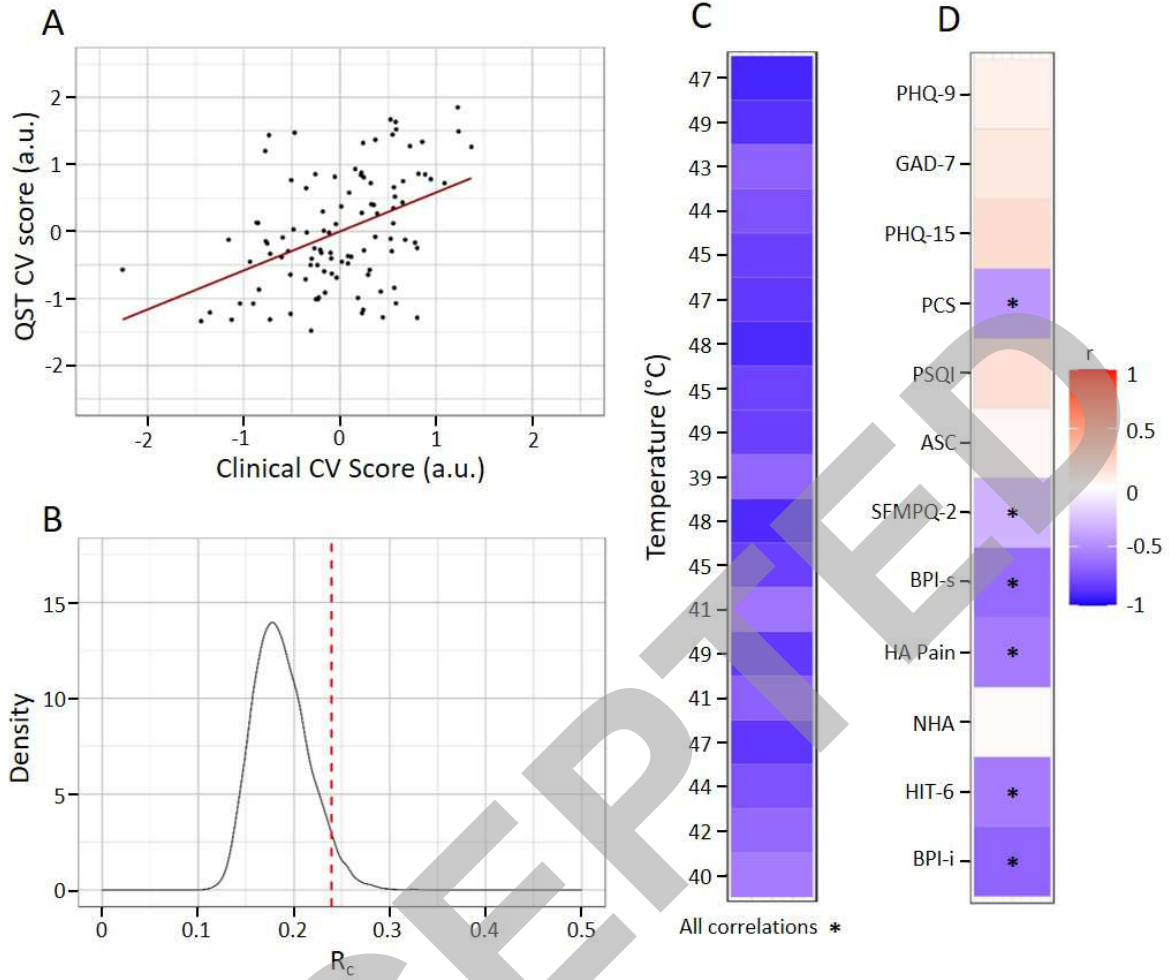 A
QST CV score (a.u.)
2
1
0
-1
-2
-2
-1
0
1
2
Clinical CV Score (a.u.)
B
Density
15
10
5
0
0
0.1
0.2
0.3
0.4
0.5
Rc
C
Temperature (°C)
47
49
43
44
45
47
48
45
49
39
48
45
41
49
41
47
44
42
40
All correlations *
D
PHQ-9
GAD-7
PHQ-15
PCS *
PSQI
ASC
SFMPQ-2 *
BPI-s *
HA Pain *
NHA
HIT-6 *
BPI-i *
r
1
0.5
0
-0.5
-1
CEPTED